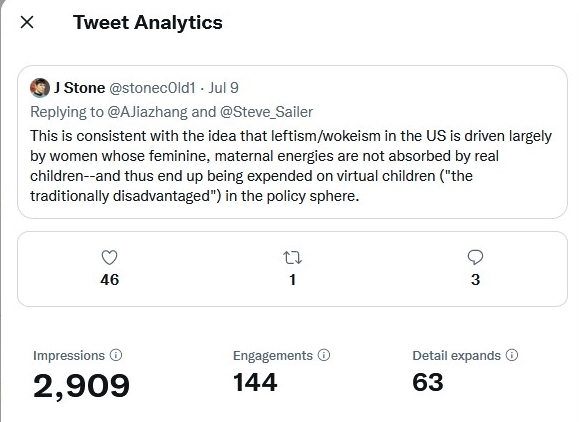 Tweet Analytics
J Stone @stonec0ld1 · Jul 9
Replying to @AJiazhang and @Steve_Sailer
This is consistent with the idea that leftism/wokeism in the US is driven largely
by women whose feminine, maternal energies are not absorbed by real
children--and thus end up being expended on virtual children ("the
traditionally disadvantaged") in the policy sphere.
46 1 3
Impressions Engagements Detail expands
2,909 144 63